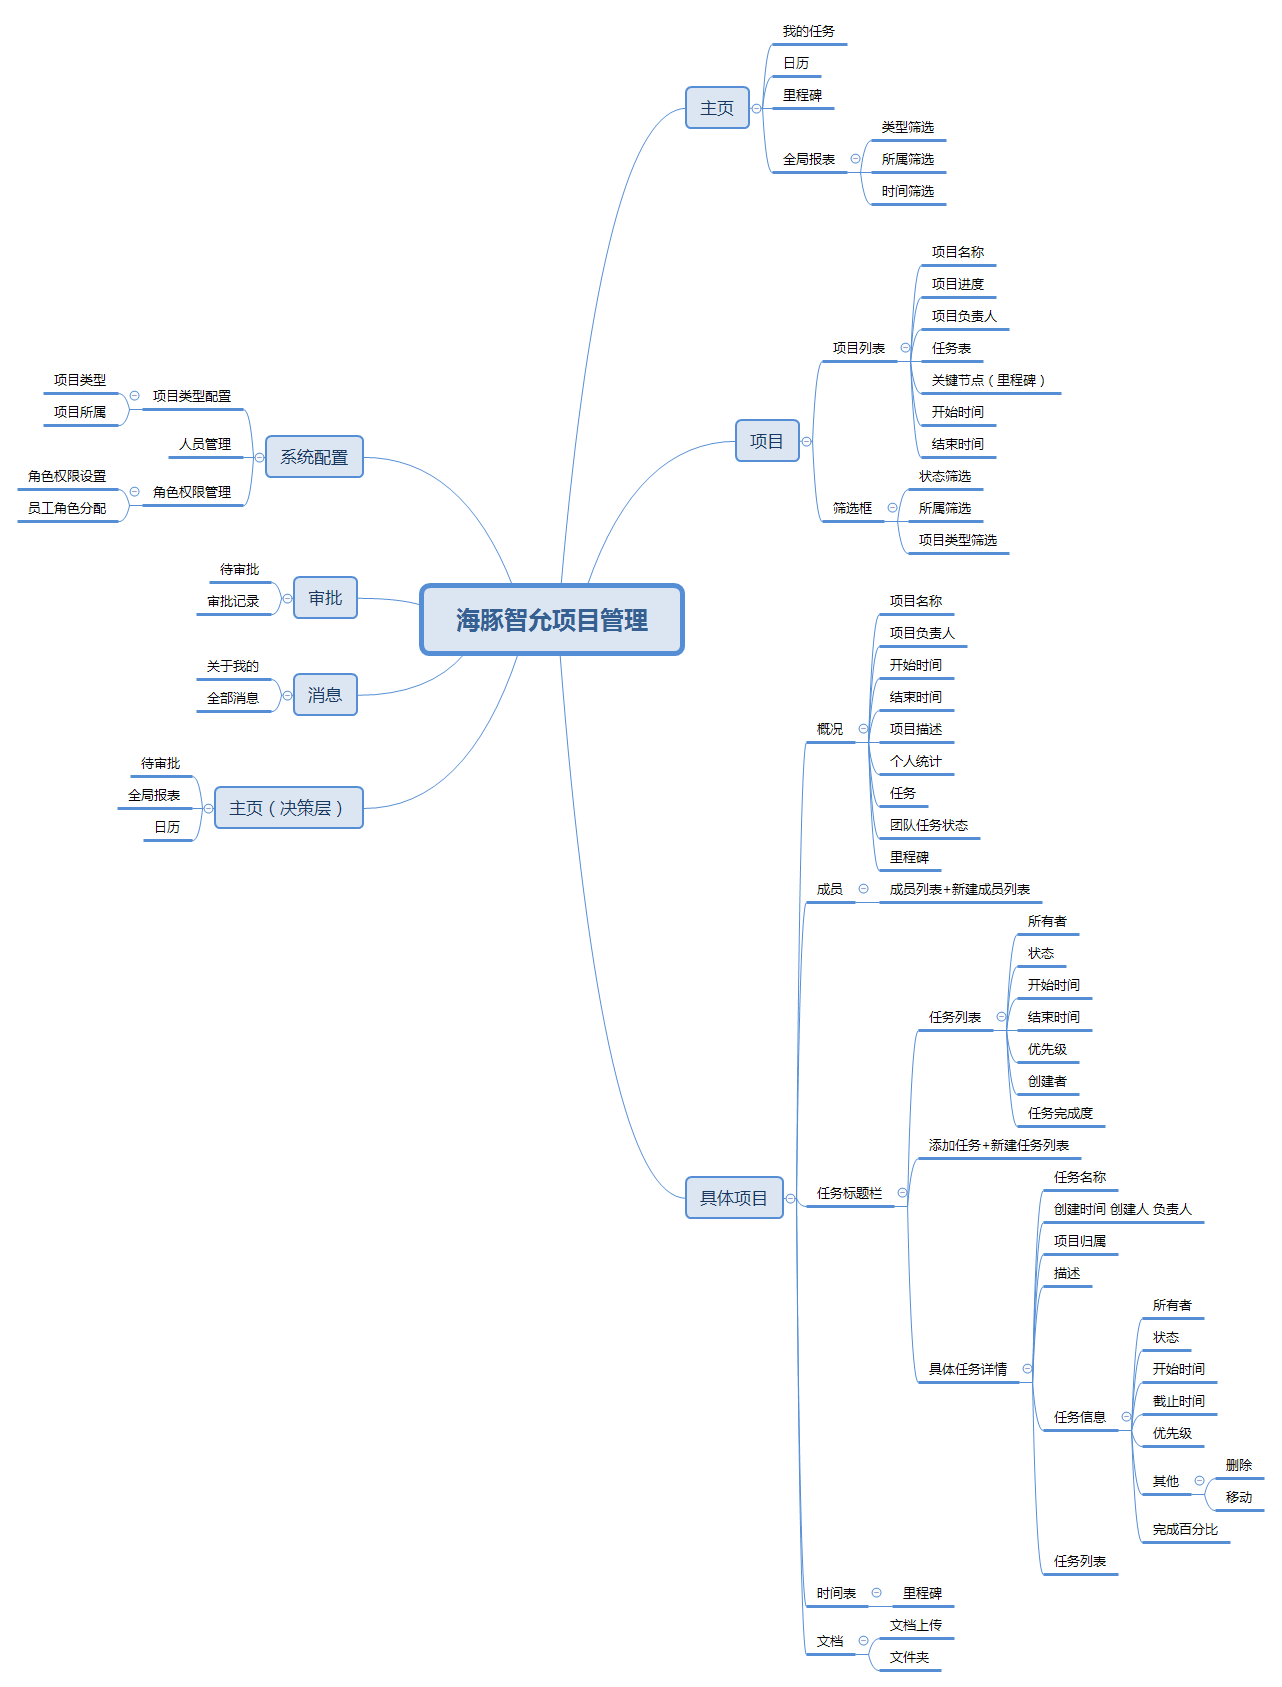 海豚智允项目管理
主页
我的任务
日历
里程碑
全局报表
类型筛选
所属筛选
时间筛选
项目
项目列表
项目名称
项目进度
项目负责人
任务表
关键节点（里程碑）
开始时间
结束时间
筛选框
状态筛选
所属筛选
项目类型筛选
具体项目
概况
项目名称
项目负责人
开始时间
结束时间
项目描述
个人统计
任务
团队任务状态
里程碑
成员
成员列表+新建成员列表
任务标题栏
任务列表
所有者
状态
开始时间
结束时间
优先级
创建者
任务完成度
添加任务+新建任务列表
具体任务详情
任务名称
创建时间 创建人 负责人
项目归属
描述
任务信息
所有者
状态
开始时间
截止时间
优先级
其他
删除
移动
完成百分比
任务列表
时间表
里程碑
文档
文档上传
文件夹
系统配置
项目类型配置
项目类型
项目所属
人员管理
角色权限管理
角色权限设置
员工角色分配
审批
待审批
审批记录
消息
关于我的
全部消息
主页（决策层）
待审批
全局报表
日历